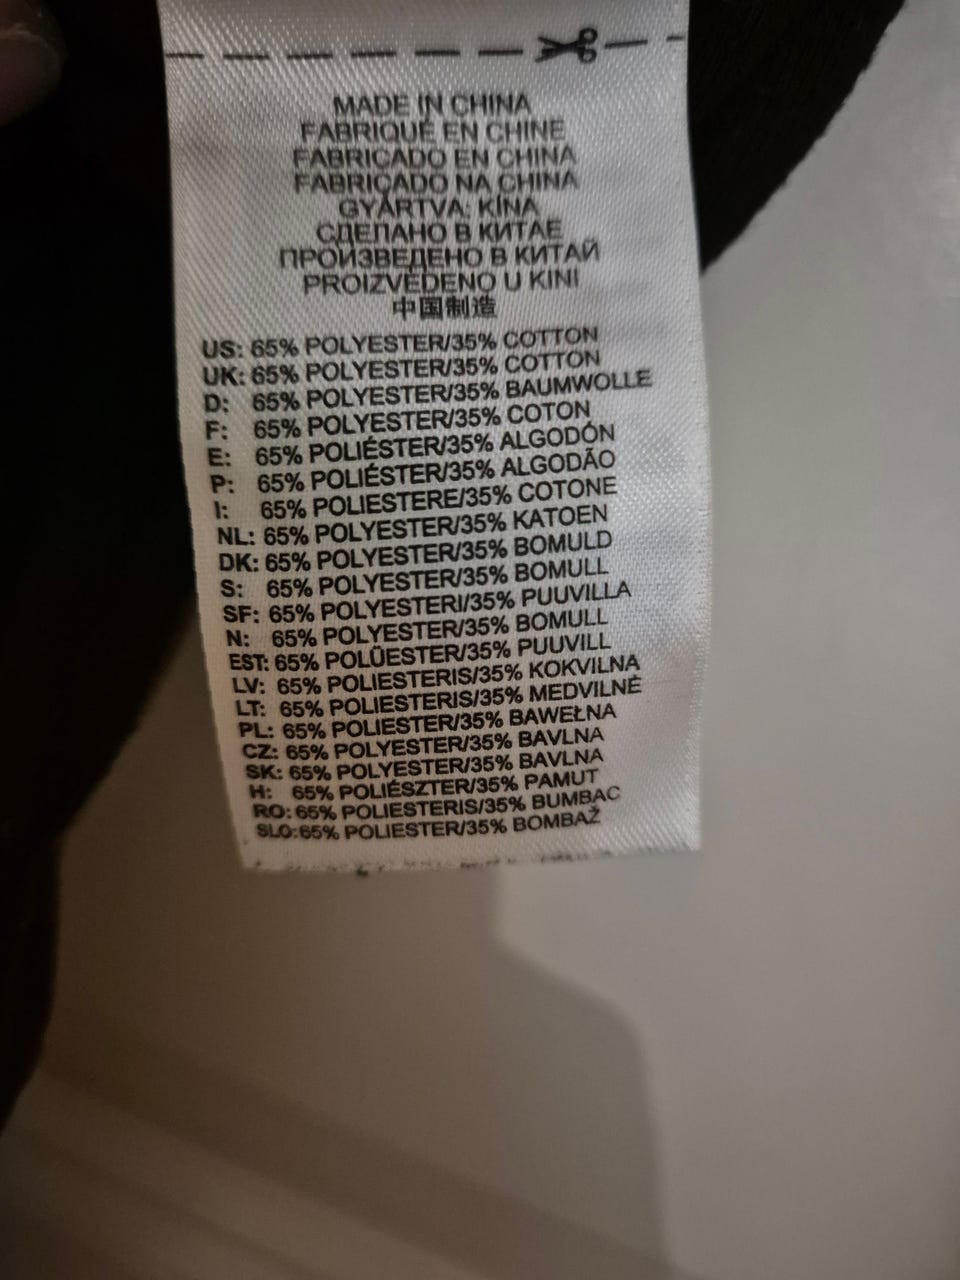 MADE IN CHINA
FABRIQUÉ EN CHINE
FABRICADO EN CHINA
FABRICADO NA CHINA
GYÁRTVA: KÍNA
СДЕЛАНО В КИТАЕ
ПРОИЗВЕДЕНО В КИТАЙ
PROIZVEDENO U KINI
中国制造
US: 65% POLYESTER/35% COTTON
UK: 65% POLYESTER/35% COTTON
D: 65% POLYESTER/35% BAUMWOLLE
F: 65% POLYESTER/35% COTON
E: 65% POLIÉSTER/35% ALGODÓN
P: 65% POLIÉSTER/35% ALGODÃO
I: 65% POLIESTERE/35% COTONE
NL: 65% POLYESTER/35% KATOEN
DK: 65% POLYESTER/35% BOMULD
S: 65% POLYESTER/35% BOMULL
SF: 65% POLYESTERI/35% PUUVILLA
N: 65% POLYESTER/35% BOMULL
EST: 65% POLÜESTER/35% PUUVILL
LV: 65% POLIESTERIS/35% KOKVILNA
LT: 65% POLIESTERIS/35% MEDVILNĖ
PL: 65% POLIESTER/35% BAWEŁNA
CZ: 65% POLYESTER/35% BAVLNA
SK: 65% POLYESTER/35% BAVLNA
H: 65% POLIÉSZTER/35% PAMUT
RO: 65% POLIESTERIS/35% BUMBAC
SLO: 65% POLIESTER/35% BOMBAŽ